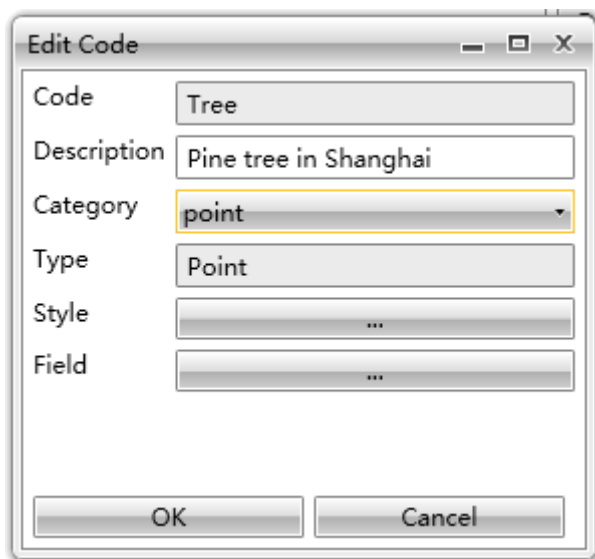 Edit Code
Code Tree
Description Pine tree in Shanghai
Category point
Type Point
Style ...
Field ...
OK Cancel